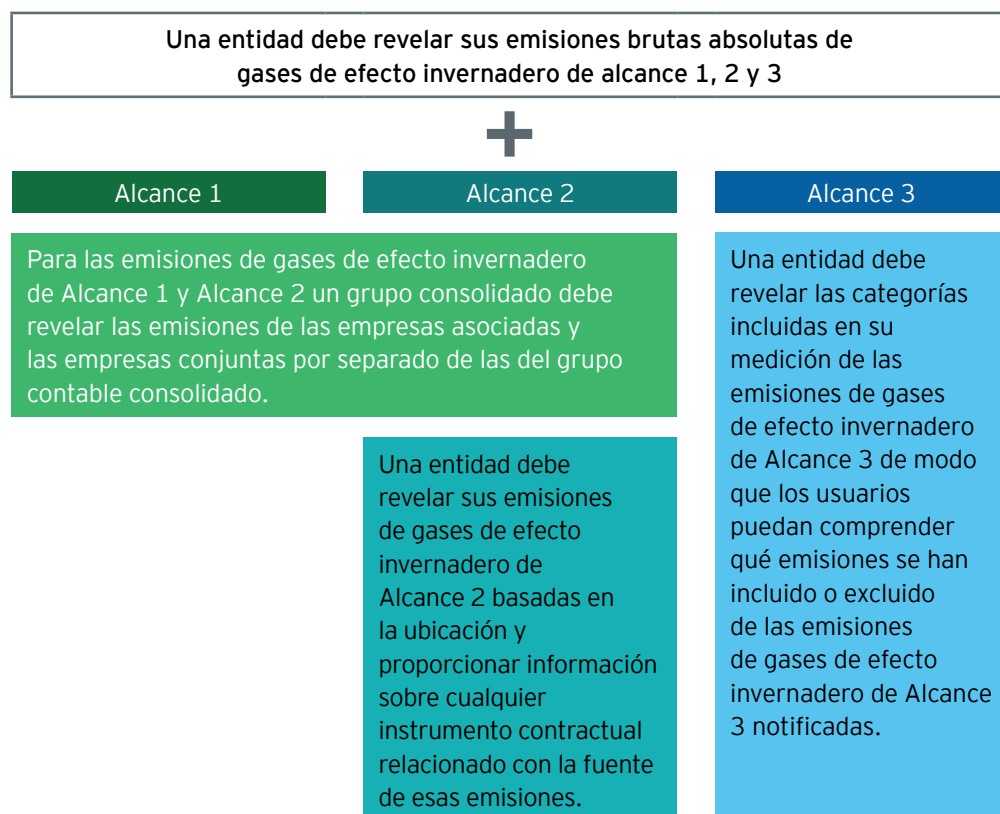 Una entidad debe revelar sus emisiones brutas absolutas de
gases de efecto invernadero de alcance 1, 2 y 3
+
Alcance 1
Alcance 2
Alcance 3
Para las emisiones de gases de efecto invernadero
de Alcance 1 y Alcance 2 un grupo consolidado debe
revelar las emisiones de las empresas asociadas y
las empresas conjuntas por separado de las del grupo
contable consolidado.
Una entidad debe
revelar sus emisiones
de gases de efecto
invernadero de
Alcance 2 basadas en
la ubicación y
proporcionar información
sobre cualquier
instrumento contractual
relacionado con la fuente
de esas emisiones.
Una entidad debe
revelar las categorías
incluidas en su
medición de las
emisiones de gases
de efecto invernadero
de Alcance 3 de modo
que los usuarios
puedan comprender
qué emisiones se han
incluido o excluido
de las emisiones
de gases de efecto
invernadero de Alcance
3 notificadas.